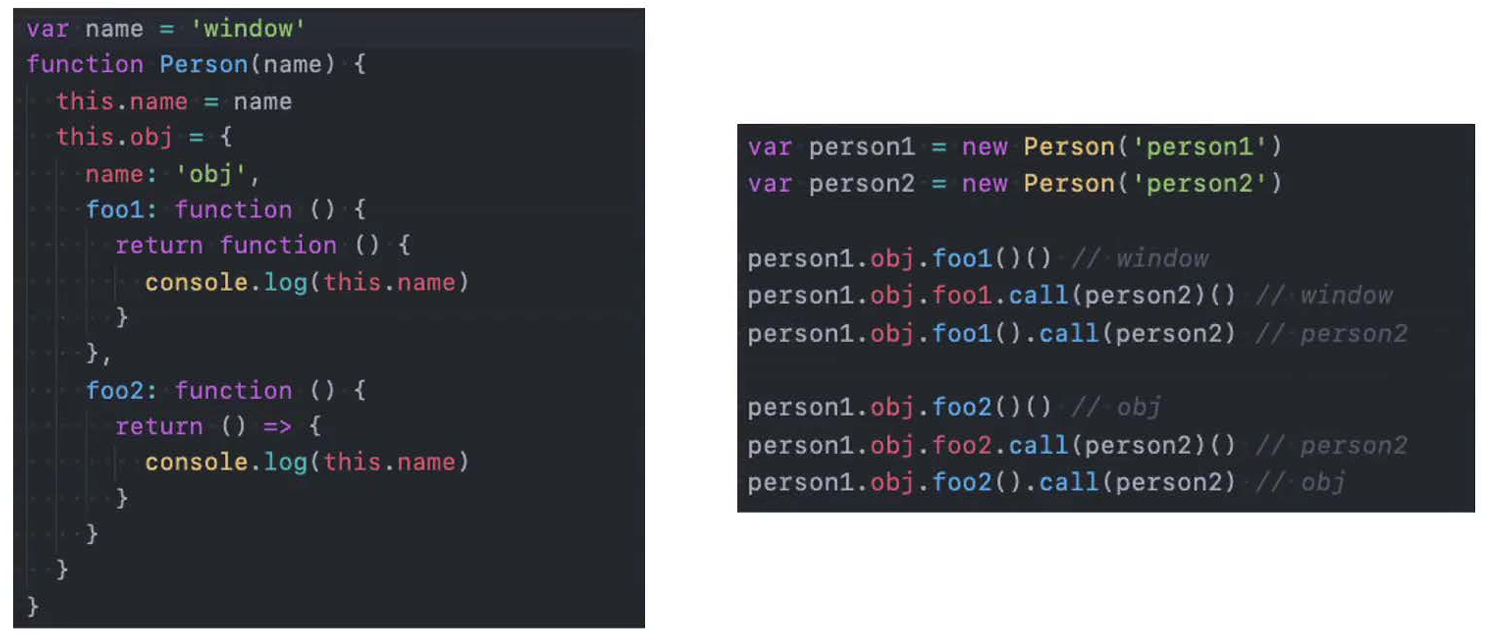 var name = 'window'
function Person(name) {
  this.name = name
  this.obj = {
    name: 'obj',
    foo1: function () {
      return function () {
        console.log(this.name)
      }
    },
    foo2: function () {
      return () => {
        console.log(this.name)
      }
    }
  }
}
var person1 = new Person('person1')
var person2 = new Person('person2')

person1.obj.foo1()() // window
person1.obj.foo1.call(person2)() // window
person1.obj.foo1().call(person2) // person2

person1.obj.foo2()() // obj
person1.obj.foo2.call(person2)() // person2
person1.obj.foo2().call(person2) // obj